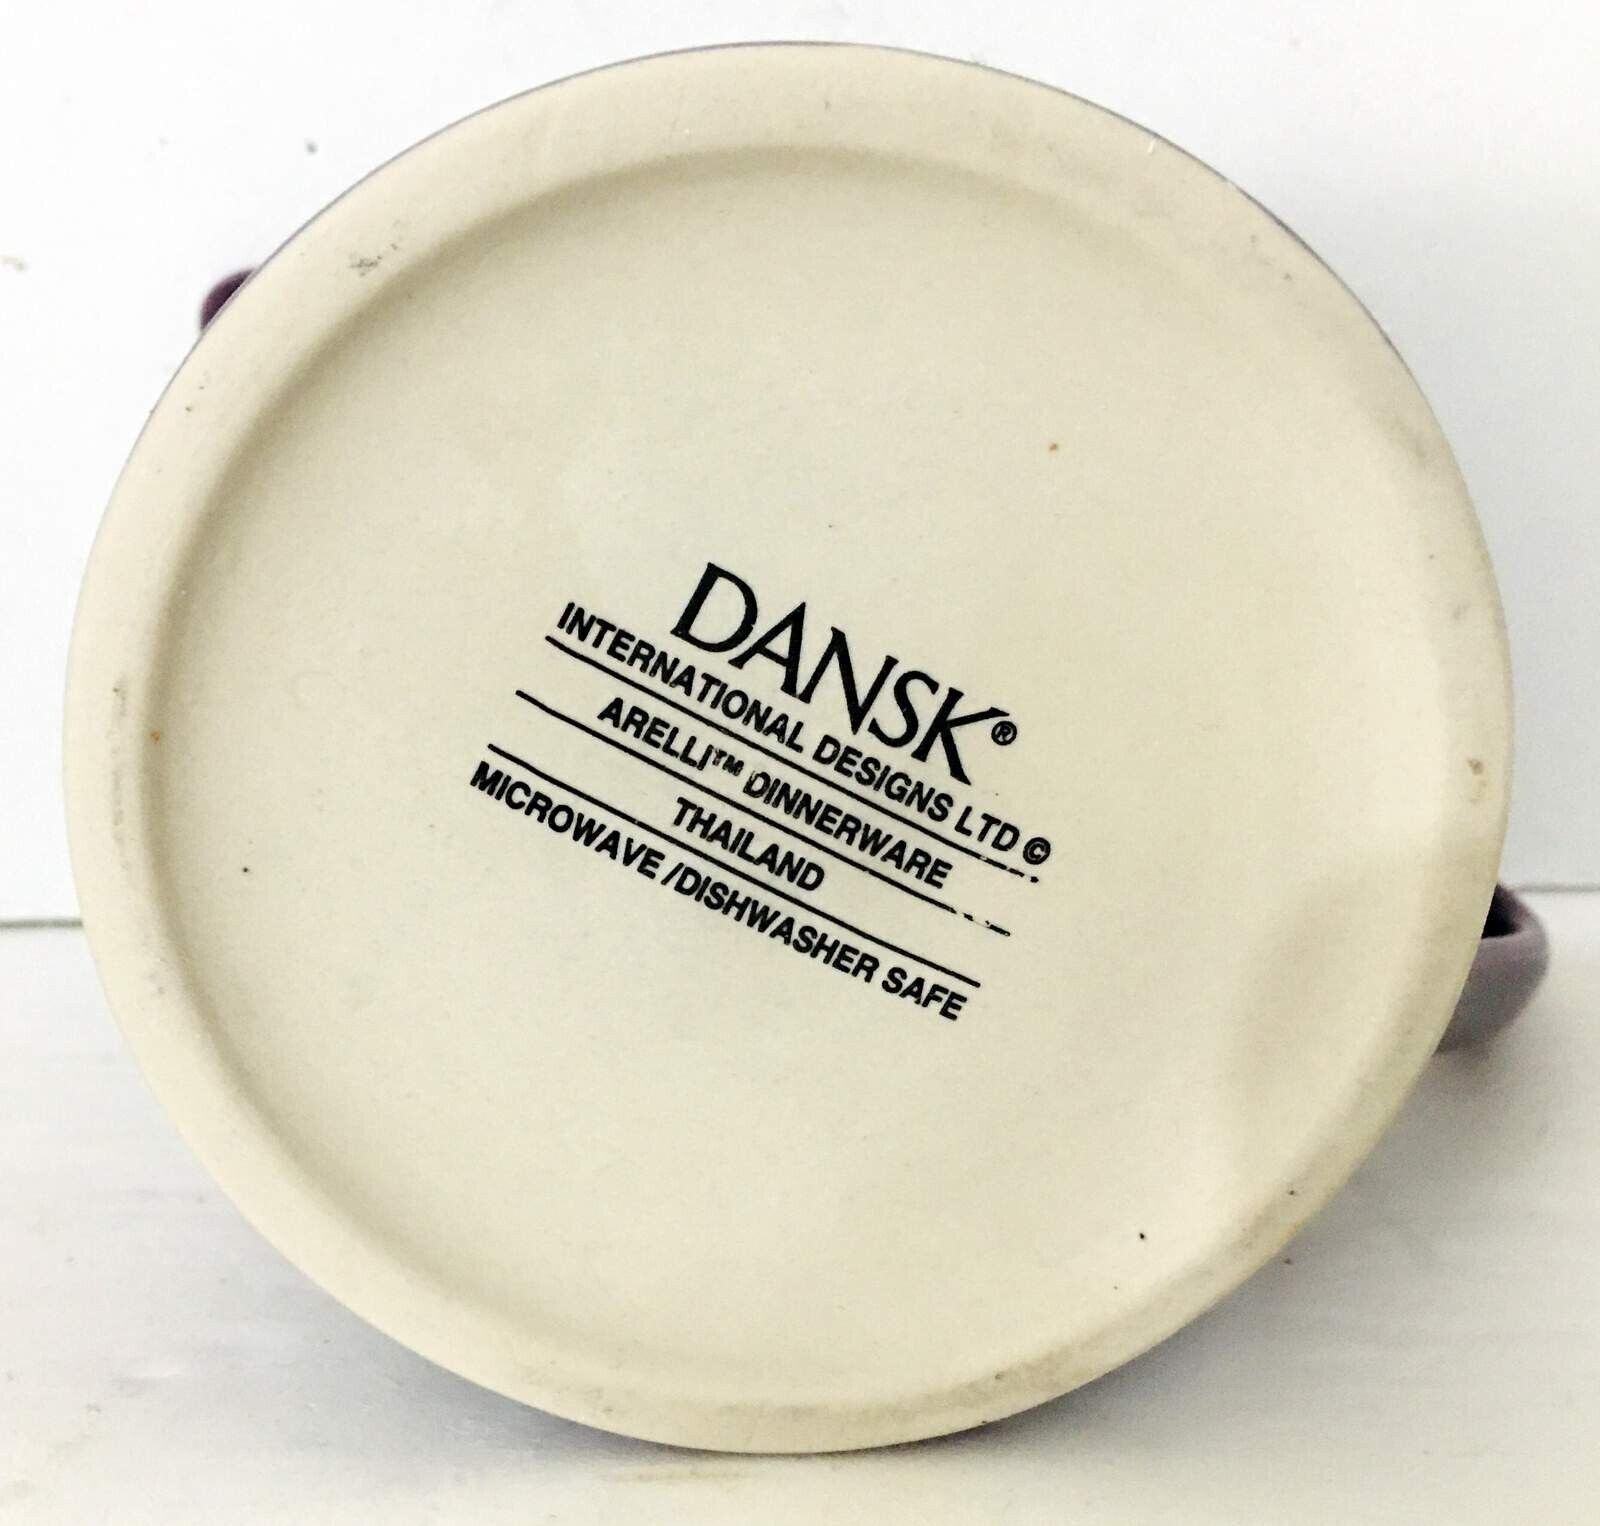 DANSK®
INTERNATIONAL DESIGNS LTD ©
ARELLI™ DINNERWARE
THAILAND
MICROWAVE /DISHWASHER SAFE